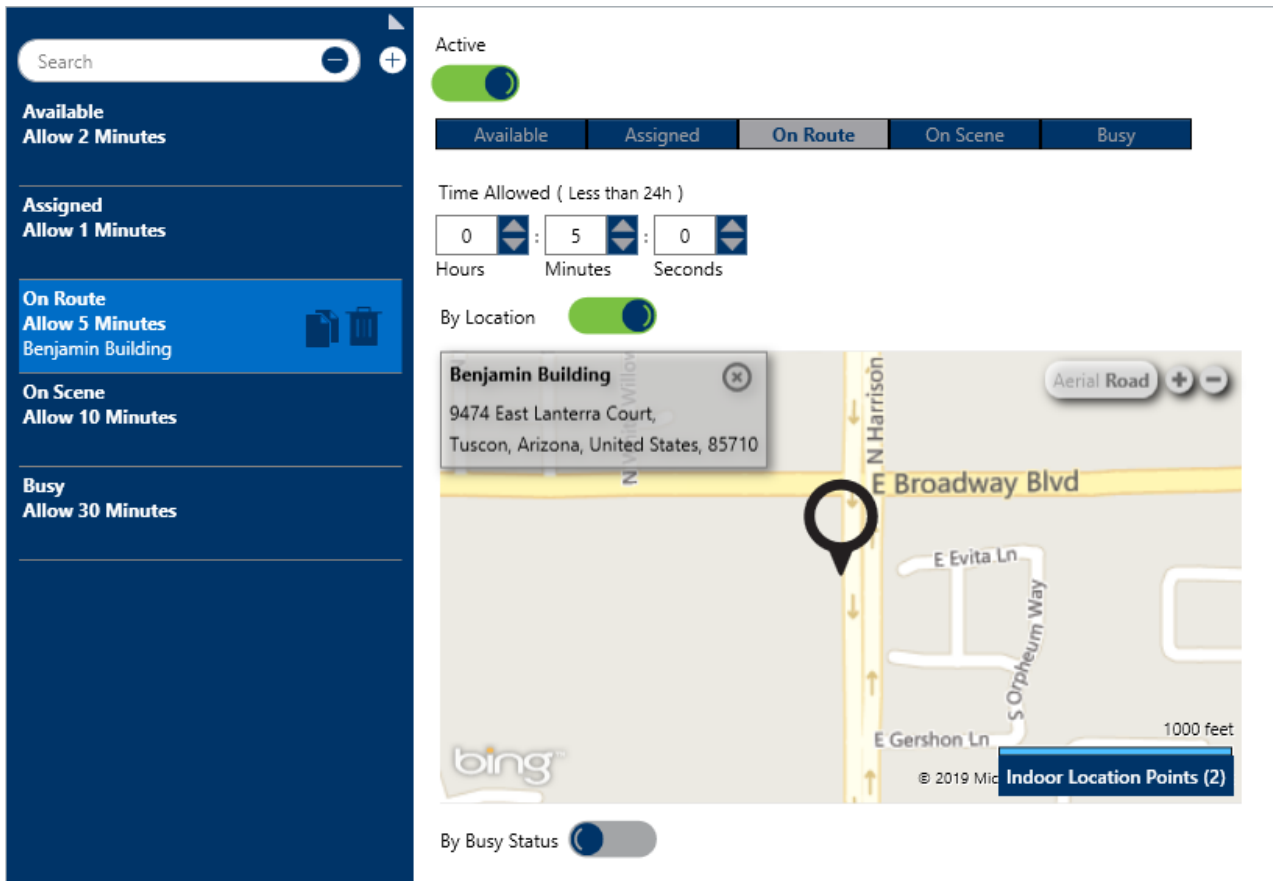 Search
Available
Allow 2 Minutes
Assigned
Allow 1 Minutes
On Route
Allow 5 Minutes
Benjamin Building
On Scene
Allow 10 Minutes
Busy
Allow 30 Minutes
Active
Available Assigned On Route On Scene Busy
Time Allowed ( Less than 24h )
0 : 5 : 0
Hours Minutes Seconds
By Location
Benjamin Building
9474 East Lanterra Court,
Tuscon, Arizona, United States, 85710
Aerial Road
N Harrison
E Broadway Blvd
E Evita Ln
S Orpheum Way
E Gershon Ln
1000 feet
bing
© 2019 Mic
Indoor Location Points (2)
By Busy Status